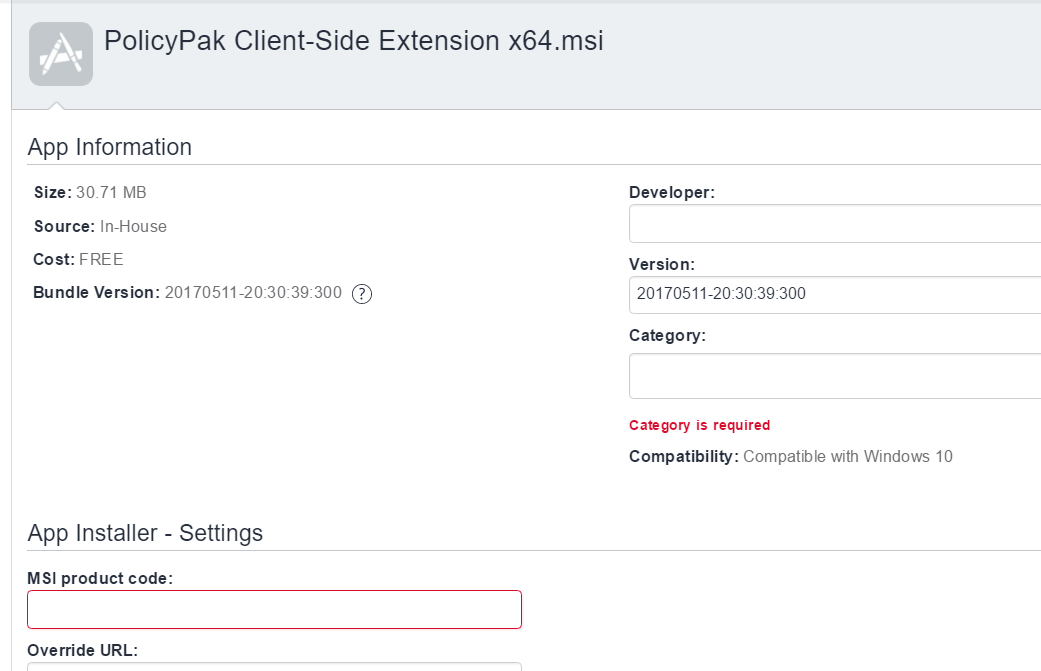 PolicyPak Client-Side Extension x64.msi
App Information
Size: 30.71 MB
Source: In-House
Cost: FREE
Bundle Version: 20170511-20:30:39:300 ?
Developer:
Version:
20170511-20:30:39:300
Category:
Category is required
Compatibility: Compatible with Windows 10
App Installer - Settings
MSI product code:
Override URL: